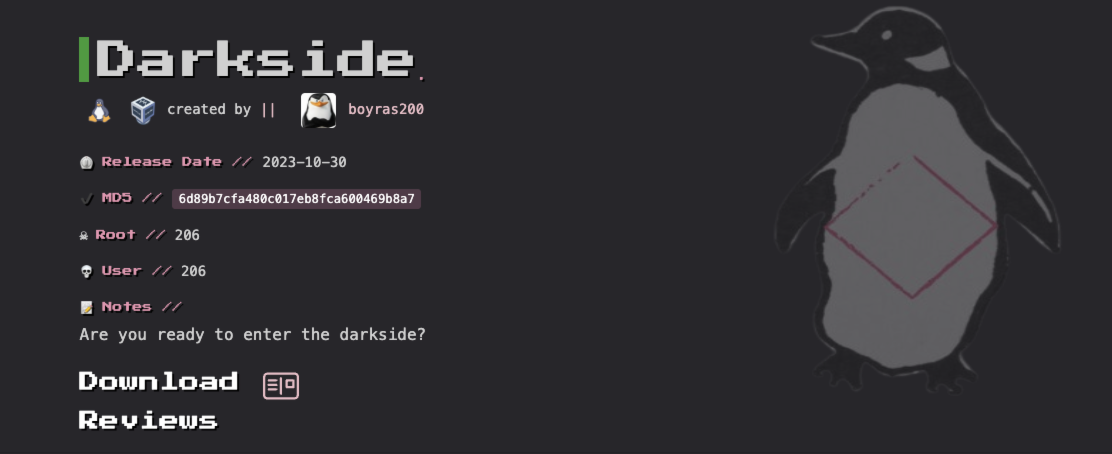 Darkside.
created by || boyras200
Release Date // 2023-10-30
MD5 // 6d89b7cfa480c017eb8fca600469b8a7
Root // 206
User // 206
Notes //
Are you ready to enter the darkside?
Download
Reviews